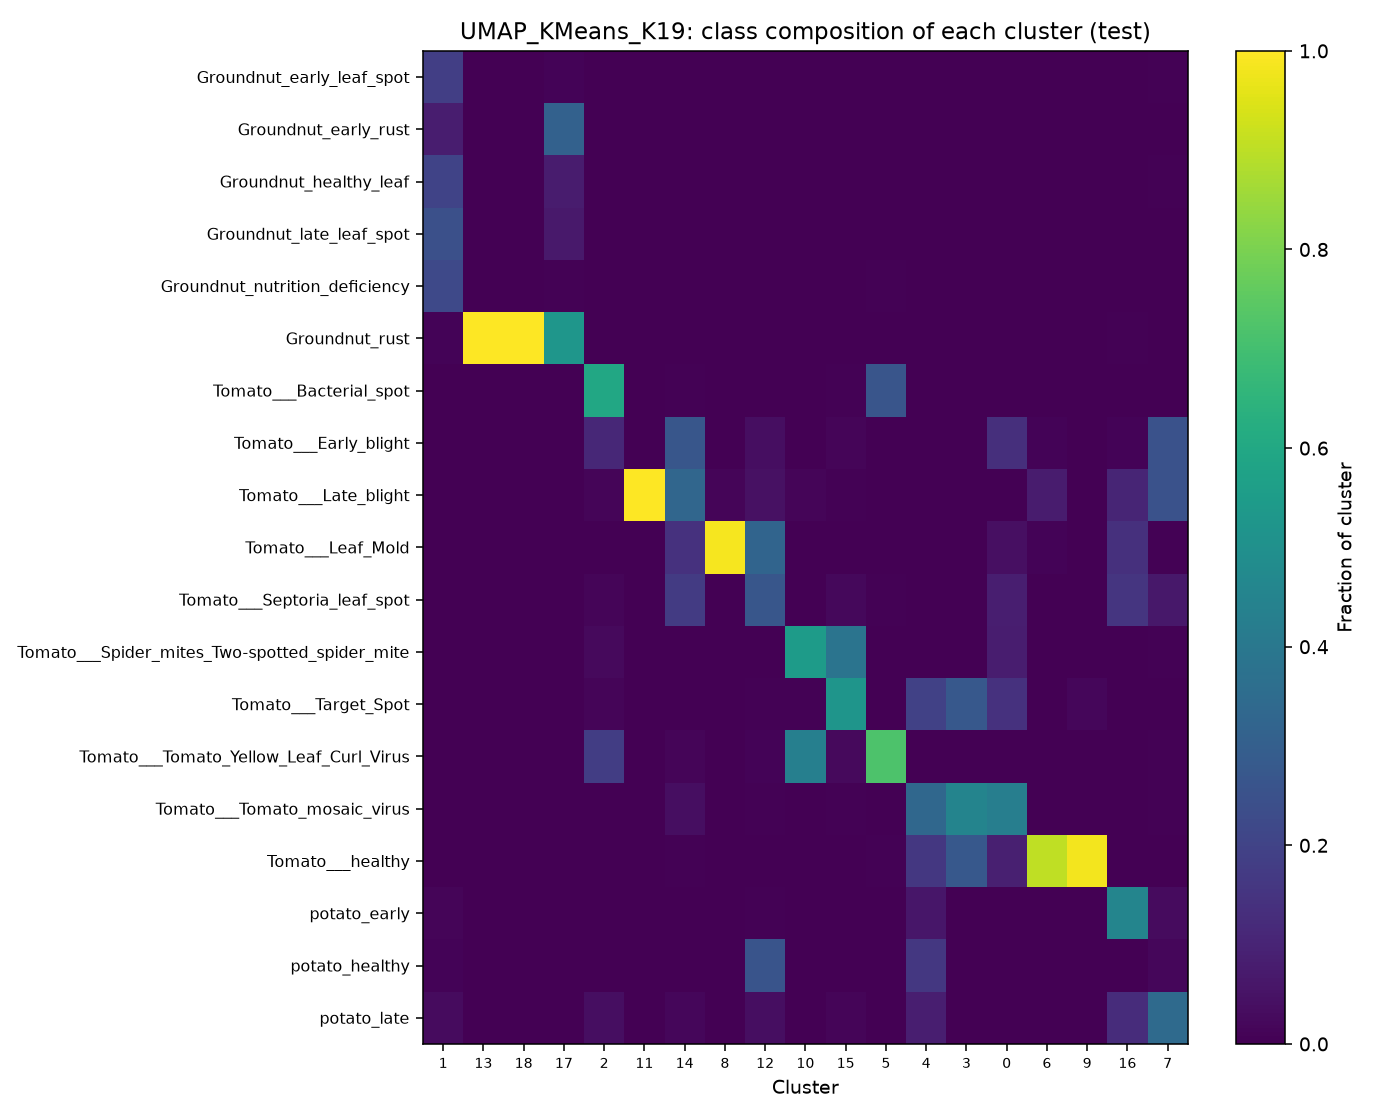 UMAP_KMeans_K19: class composition of each cluster (test)
Groundnut_early_leaf_spot
Groundnut_early_rust
Groundnut_healthy_leaf
Groundnut_late_leaf_spot
Groundnut_nutrition_deficiency
Groundnut_rust
Tomato___Bacterial_spot
Tomato___Early_blight
Tomato___Late_blight
Tomato___Leaf_Mold
Tomato___Septoria_leaf_spot
Tomato___Spider_mites_Two-spotted_spider_mite
Tomato___Target_Spot
Tomato___Tomato_Yellow_Leaf_Curl_Virus
Tomato___Tomato_mosaic_virus
Tomato___healthy
potato_early
potato_healthy
potato_late
1 13 18 17 2 11 14 8 12 10 15 5 4 3 0 6 9 16 7
Cluster
1.0
0.8
0.6
0.4
0.2
0.0
Fraction of cluster